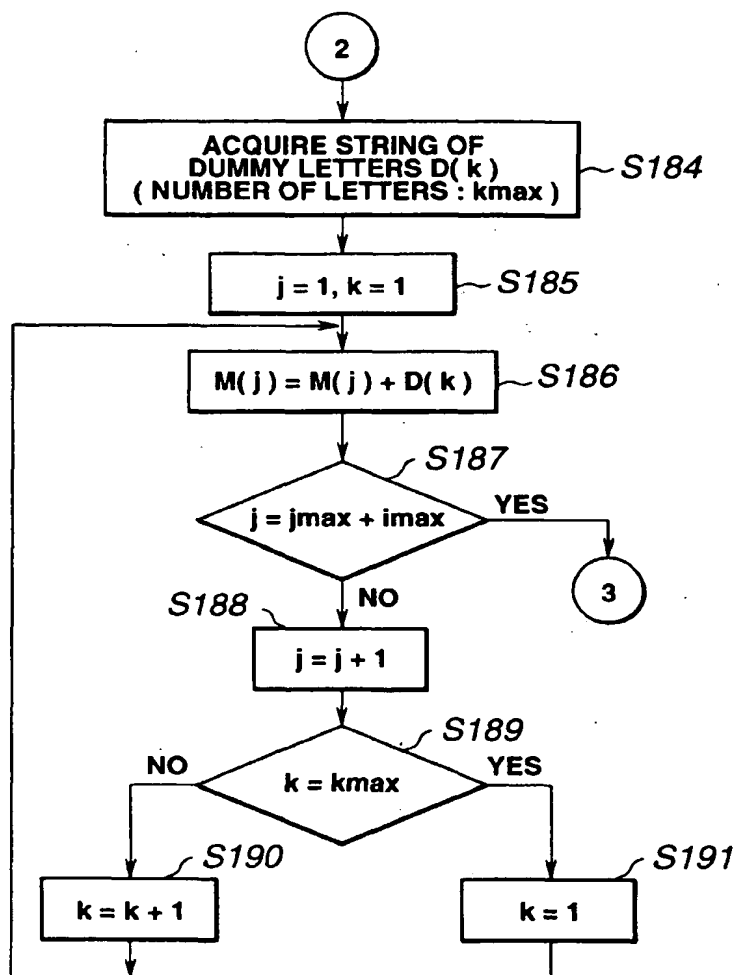 2
ACQUIRE STRING OF
DUMMY LETTERS D( k )
( NUMBER OF LETTERS : kmax )
S184
j = 1, k = 1
S185
M( j ) = M( j ) + D( k )
S186
S187
j = jmax + imax
YES
3
NO
S188
j = j + 1
S189
NO
k = kmax
YES
S190
k = k + 1
S191
k = 1